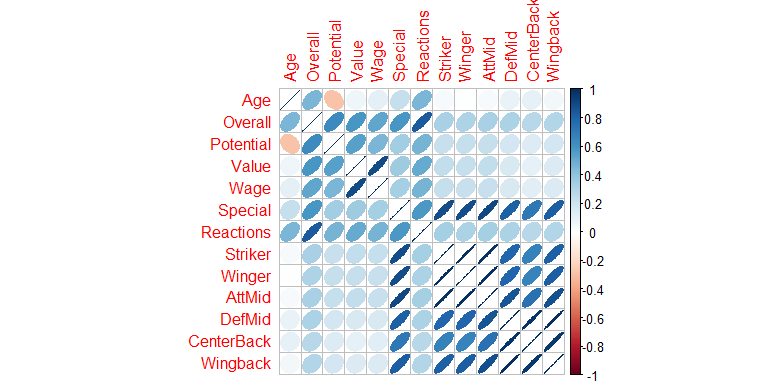 Age
Overall
Potential
Value
Wage
Special
Reactions
Striker
Winger
AttMid
DefMid
CenterBack
Wingback
Age
Overall
Potential
Value
Wage
Special
Reactions
Striker
Winger
AttMid
DefMid
CenterBack
Wingback
1
0.8
0.6
0.4
0.2
0
-0.2
-0.4
-0.6
-0.8
-1